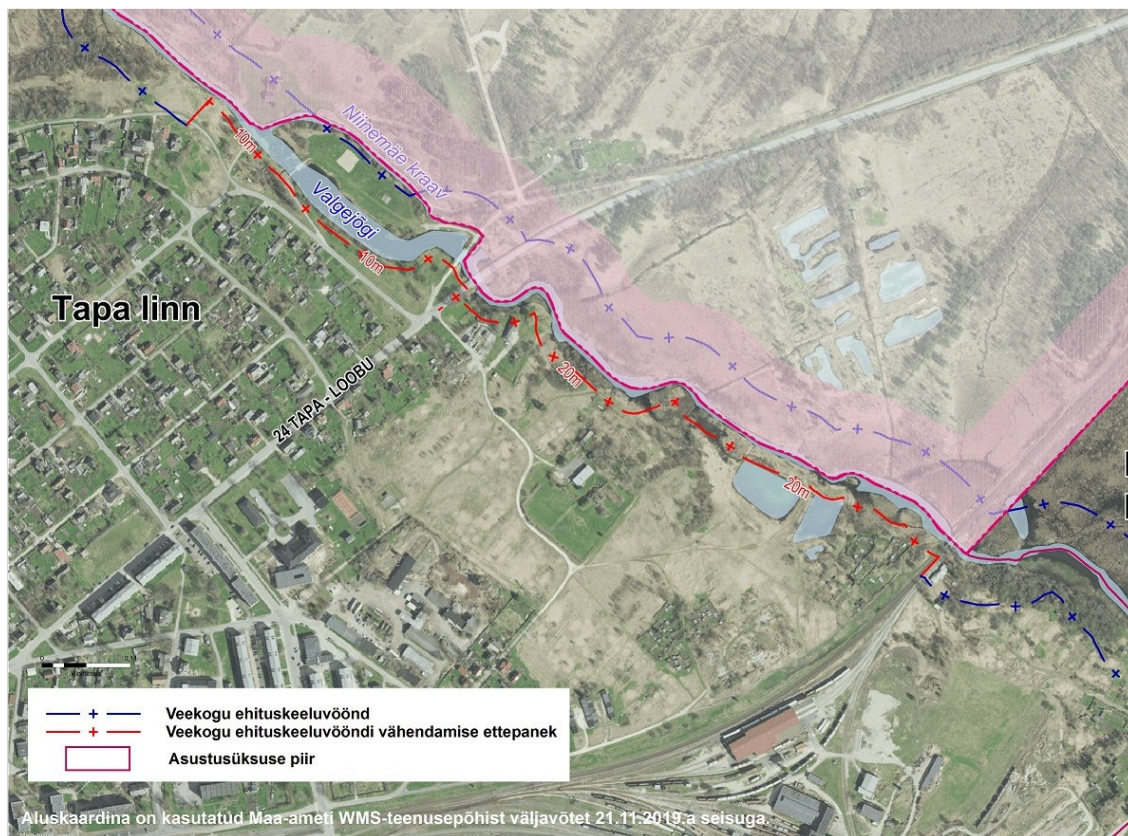 10m
Niinemäe kraav
Valgejõgi
10m
Tapa linn
20m
24 TAPA - LOOBU
20m
Veekogu ehituskeeluvöönd
Veekogu ehituskeeluvööndi vähendamise ettepanek
Asustusüksuse piir
Aluskaardina on kasutatud Maa-ameti WMS-teenusepõhist väljavõtet 21.11.2019.a seisuga.